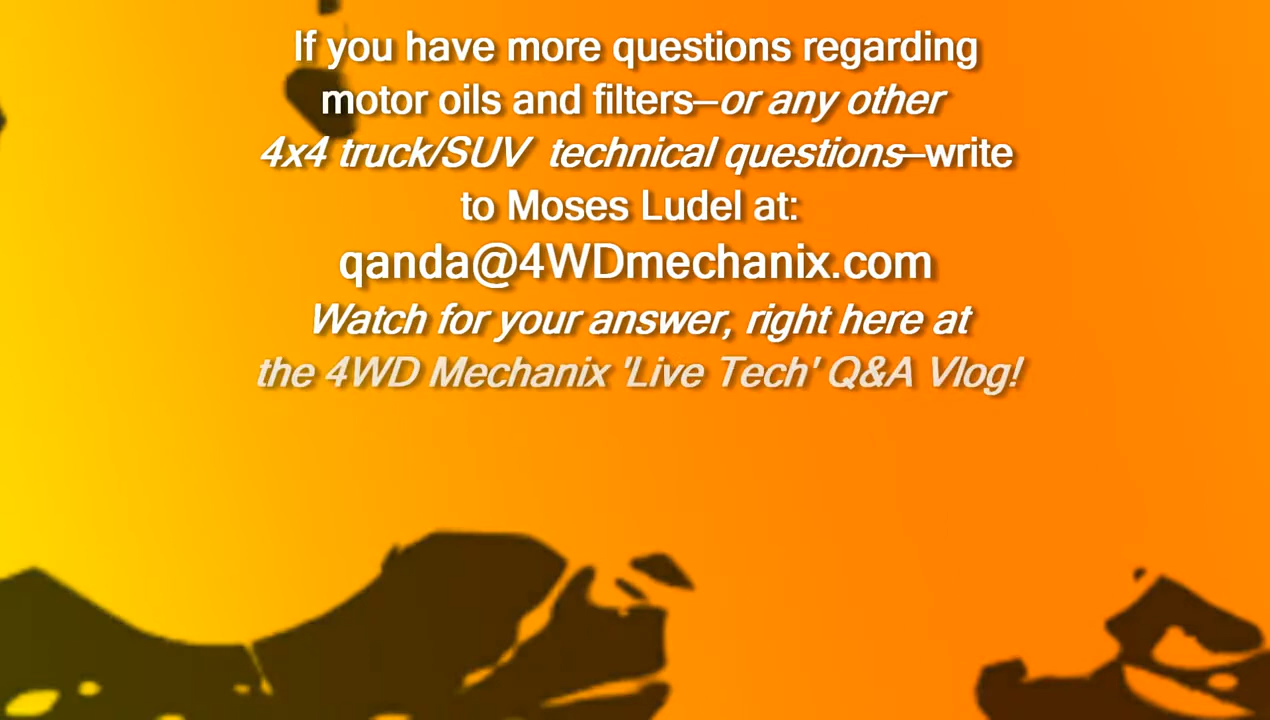 If you have more questions regarding
motor oils and filters—or any other
4x4 truck/SUV technical questions—write
to Moses Ludel at:
qanda@4WDmechanix.com
Watch for your answer, right here at
the 4WD Mechanix 'Live Tech' Q&A Vlog!